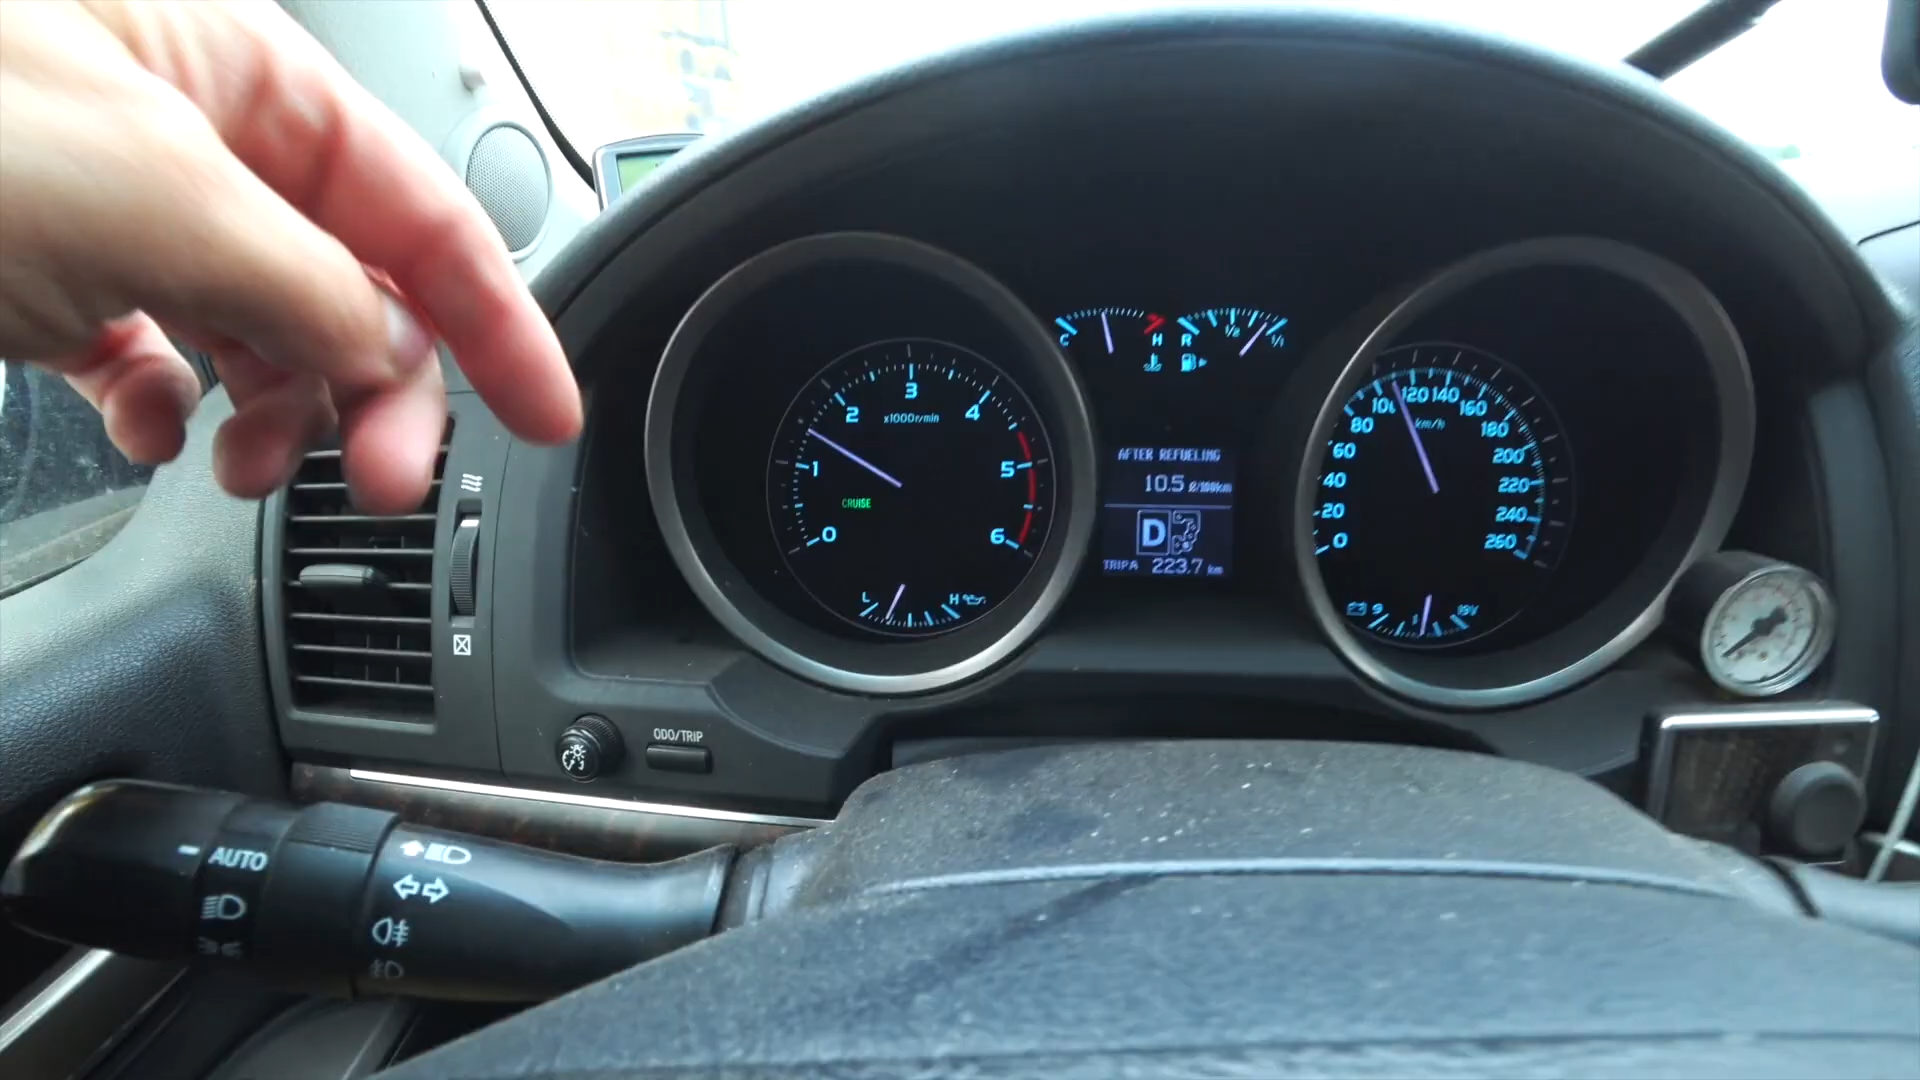 3
2
4
x1000r/min
1
5
CRUISE
0
6
L
H
C
H
R
1/2
1/1
AFTER REFUELING
10.5 ℓ/100km
D
TRIP A 223.7 km
120
140
100
160
80
km/h
180
60
200
40
220
20
240
0
260
9
19V
ODO/TRIP
AUTO